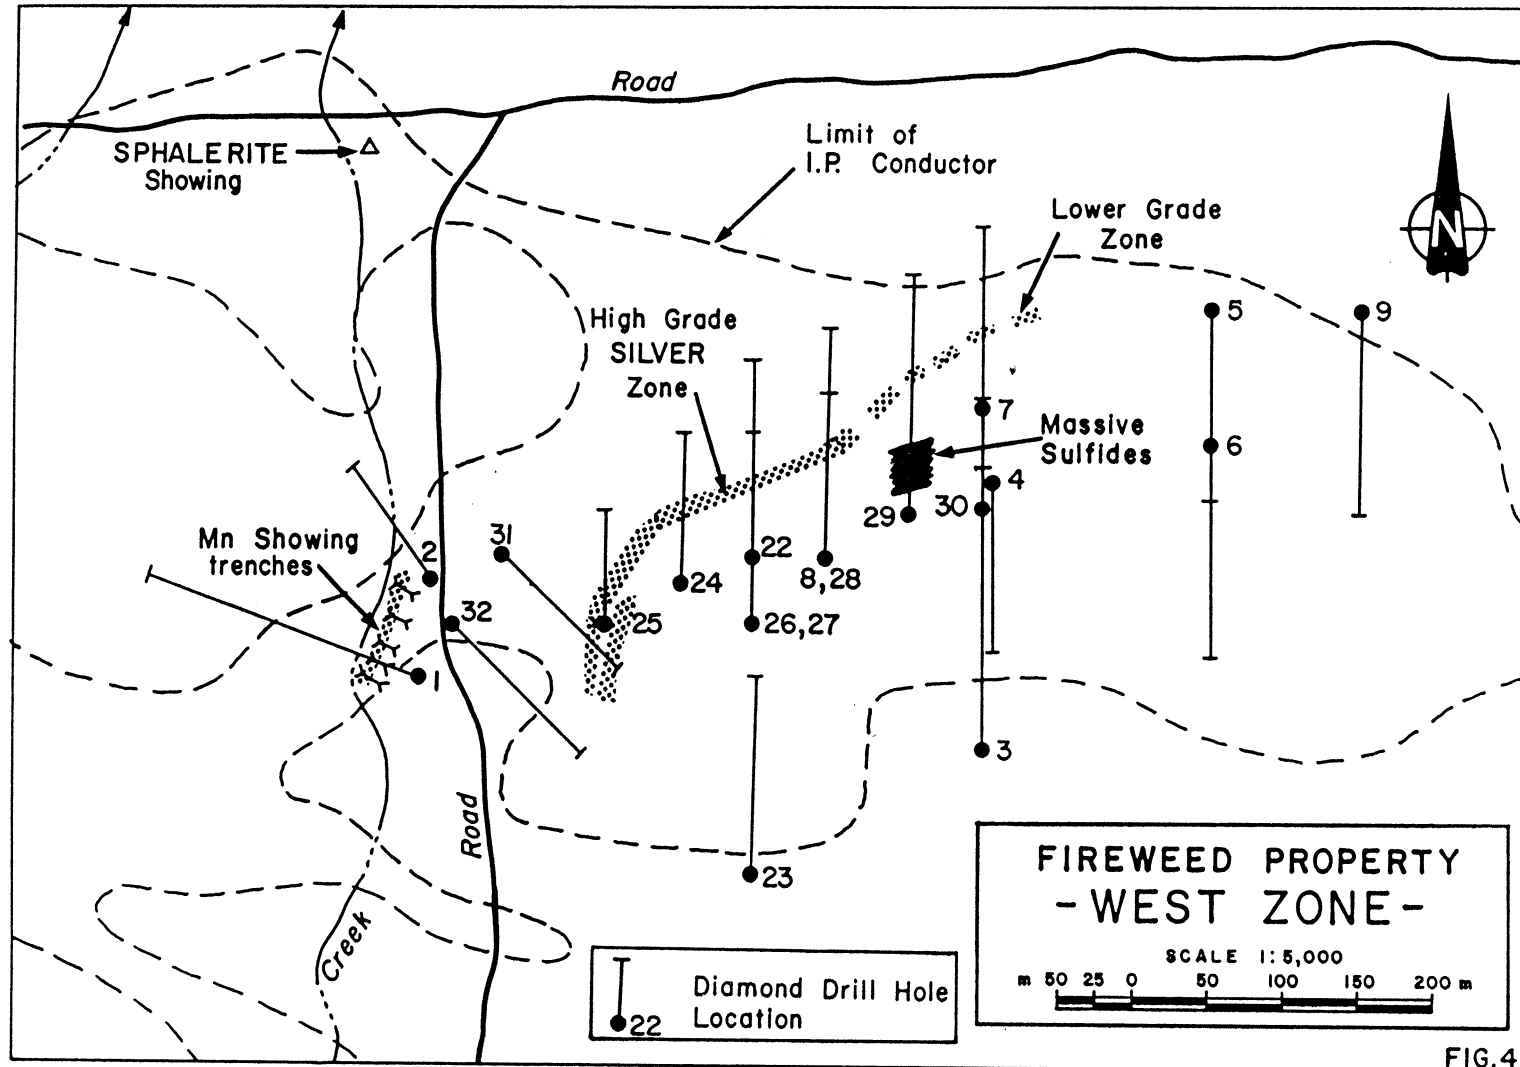 Road
SPHALERITE
Showing
Limit of
I.P. Conductor
Lower Grade
Zone
N
High Grade
SILVER
Zone
5
9
7
Massive
Sulfides
6
4
29
30
31
22
8,28
24
Mn Showing
trenches
2
32
25
26,27
1
3
23
Road
Creek
FIREWEED PROPERTY
-WEST ZONE-
SCALE 1:5,000
m 50 25 0 50 100 150 200 m
Diamond Drill Hole
Location
22
FIG.4